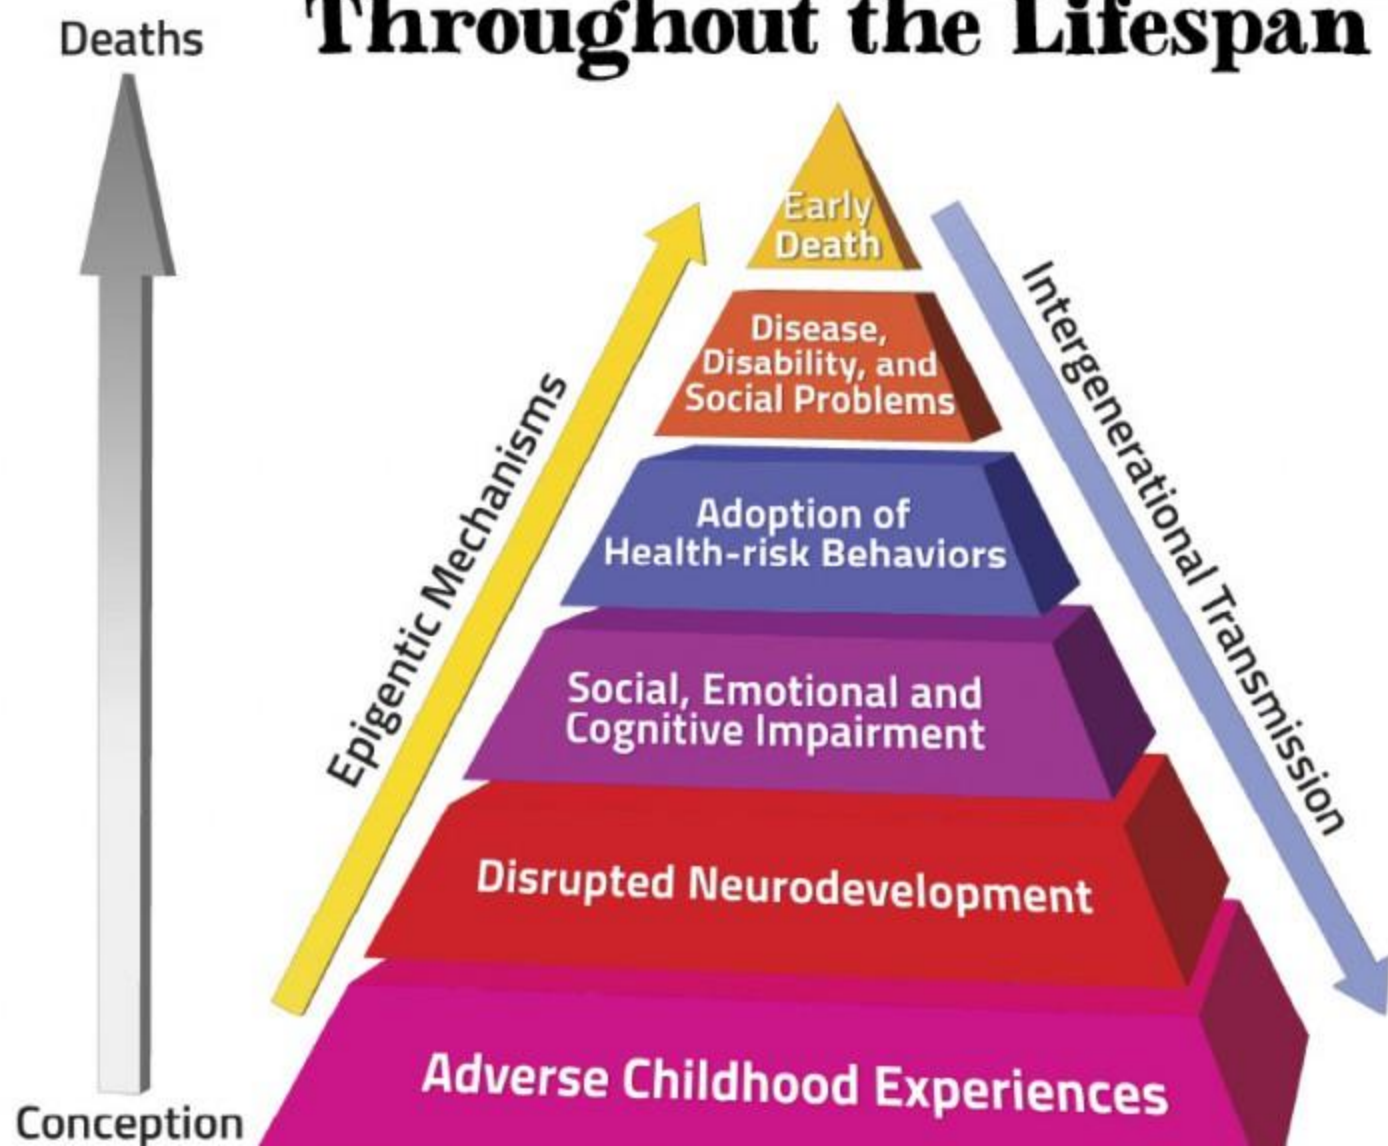 Throughout the Lifespan
Deaths
Early
Death
Disease,
Disability, and
Social Problems
Adoption of
Health-risk Behaviors
Social, Emotional and
Cognitive Impairment
Disrupted Neurodevelopment
Adverse Childhood Experiences
Epigentic Mechanisms
Intergenerational Transmission
Conception